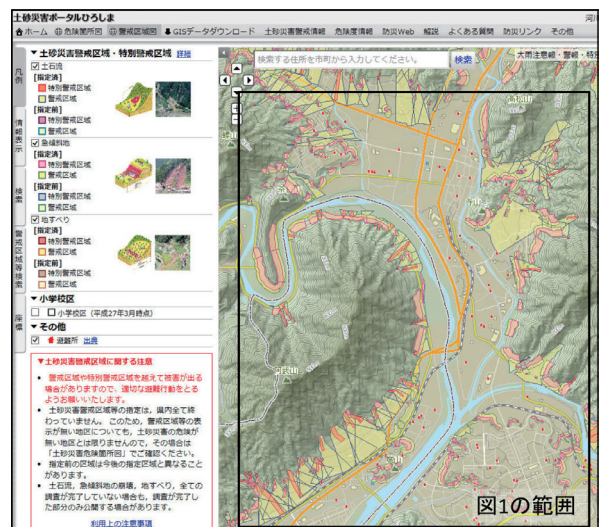 土砂災害ポータルひろしま
河川
ホーム 危険箇所図 警戒区域図 GISデータダウンロード 土砂災害警戒情報 危険度情報 防災Web 解説 よくある質問 防災リンク その他
凡例
情報表示
検索
警戒区域等検索
座標
▼土砂災害警戒区域・特別警戒区域 詳細
土石流
[指定済]
特別警戒区域
警戒区域
[指定前]
特別警戒区域
警戒区域
急傾斜地
[指定済]
特別警戒区域
警戒区域
[指定前]
特別警戒区域
警戒区域
地すべり
[指定済]
特別警戒区域
警戒区域
[指定前]
特別警戒区域
警戒区域
▼小学校区
小学校区（平成27年3月時点）
▼その他
避難所 出典
▼土砂災害警戒区域に関する注意
• 警戒区域や特別警戒区域を越えて被害が出る
場合がありますので、適切な避難行動をとる
ようお願いいたします。
• 土砂災害警戒区域等の指定は、県内全て終
わっていません。このため、警戒区域等の表
示が無い地区についても、土砂災害の危険が
無い地区とは限りませんので、その場合は
「土砂災害危険箇所図」でご確認ください。
• 指定前の区域は今後の指定区域と異なること
があります。
• 土石流、急傾斜地の崩壊、地すべり、全ての
調査が完了していない場合も、調査が完了し
た部分のみ公開する場合があります。
利用上の注意事項
検索する住所を市町から入力してください。
検索
大雨注意報・警報・特
阿武山
図1の範囲